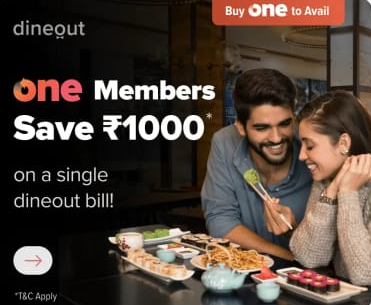 Buy one to Avail
dineout
one Members
Save ₹1000*
on a single
dineout bill!
*T&C Apply